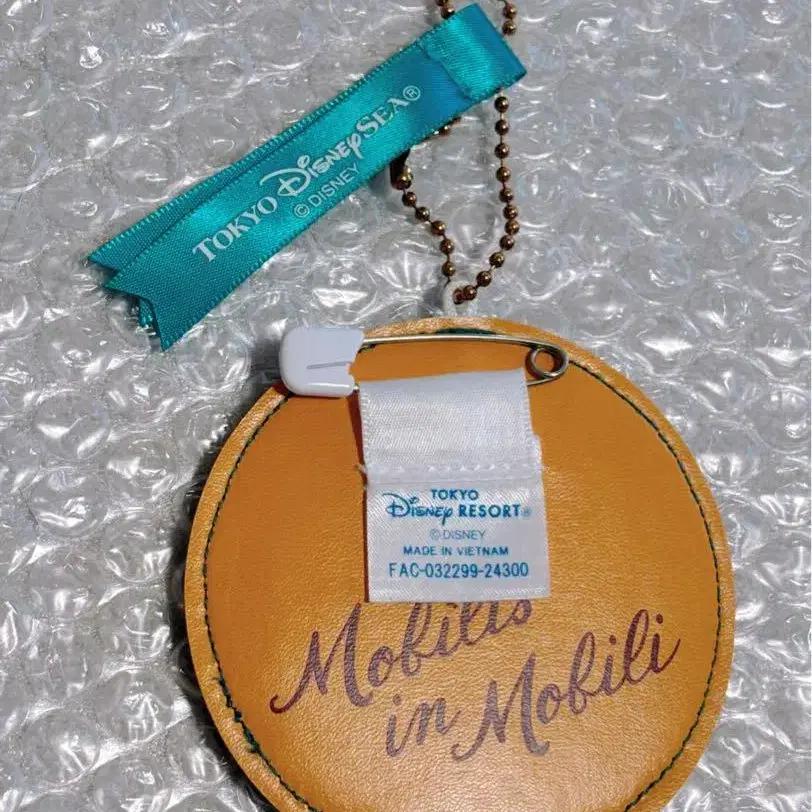 TOKYO DISNEYSEA®
© DISNEY
TOKYO
DISNEY RESORT®
© DISNEY
MADE IN VIETNAM
FAC-032299-24300
Mobilis
in Mobili